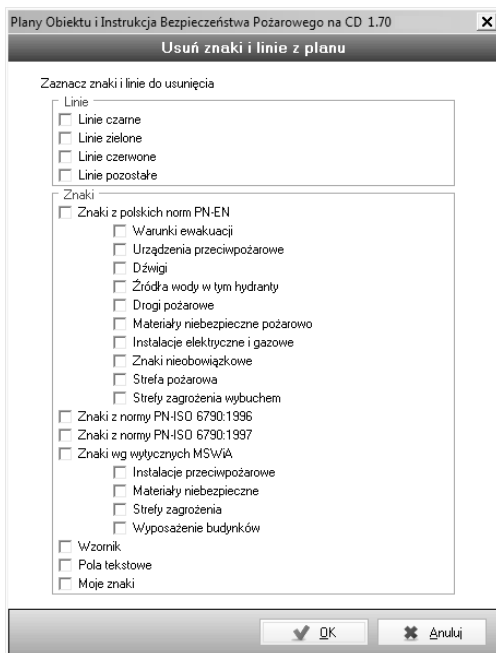 Plany Obiektu i Instrukcja Bezpieczeństwa Pożarowego na CD 1.70
Usuń znaki i linie z planu
Zaznacz znaki i linie do usunięcia
Linie
Linie czarne
Linie zielone
Linie czerwone
Linie pozostałe
Znaki
Znaki z polskich norm PN-EN
Warunki ewakuacji
Urządzenia przeciwpożarowe
Dźwigi
Źródła wody w tym hydranty
Drogi pożarowe
Materiały niebezpieczne pożarowo
Instalacje elektryczne i gazowe
Znaki nieobowiązkowe
Strefa pożarowa
Strefy zagrożenia wybuchem
Znaki z normy PN-ISO 6790:1996
Znaki z normy PN-ISO 6790:1997
Znaki wg wytycznych MSWiA
Instalacje przeciwpożarowe
Materiały niebezpieczne
Strefy zagrożenia
Wyposażenie budynków
Wzornik
Pola tekstowe
Moje znaki
OK Anuluj